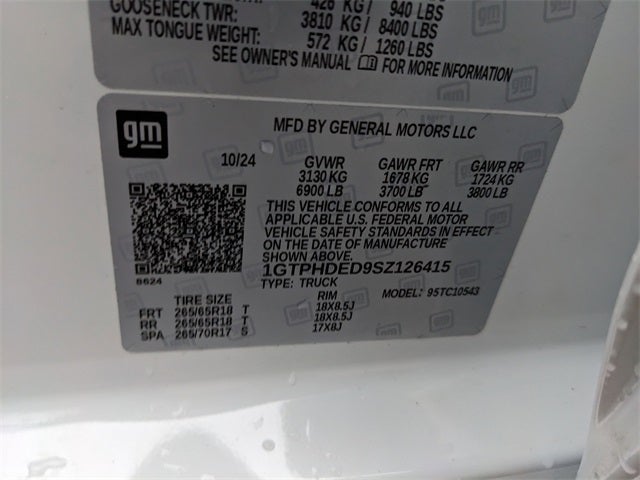 GOOSENECK TWR: 426 KG/ 940 LBS
3810 KG/ 8400 LBS
MAX TONGUE WEIGHT: 572 KG/ 1260 LBS
SEE OWNER'S MANUAL FOR MORE INFORMATION
gm
MFD BY GENERAL MOTORS LLC
10/24 GVWR GAWR FRT GAWR RR
3130 KG 1678 KG 1724 KG
6900 LB 3700 LB 3800 LB
THIS VEHICLE CONFORMS TO ALL
APPLICABLE U.S. FEDERAL MOTOR
VEHICLE SAFETY STANDARDS IN EFFECT
ON THE DATE OF MANUFACTURE
SHOWN ABOVE.
1GTPHDED9SZ126415
8624 TYPE: TRUCK MODEL: 95TC10543
TIRE SIZE RIM
FRT 265/65R18 T 18X8.5J
RR 265/65R18 T 18X8.5J
SPA 265/70R17 S 17X8J